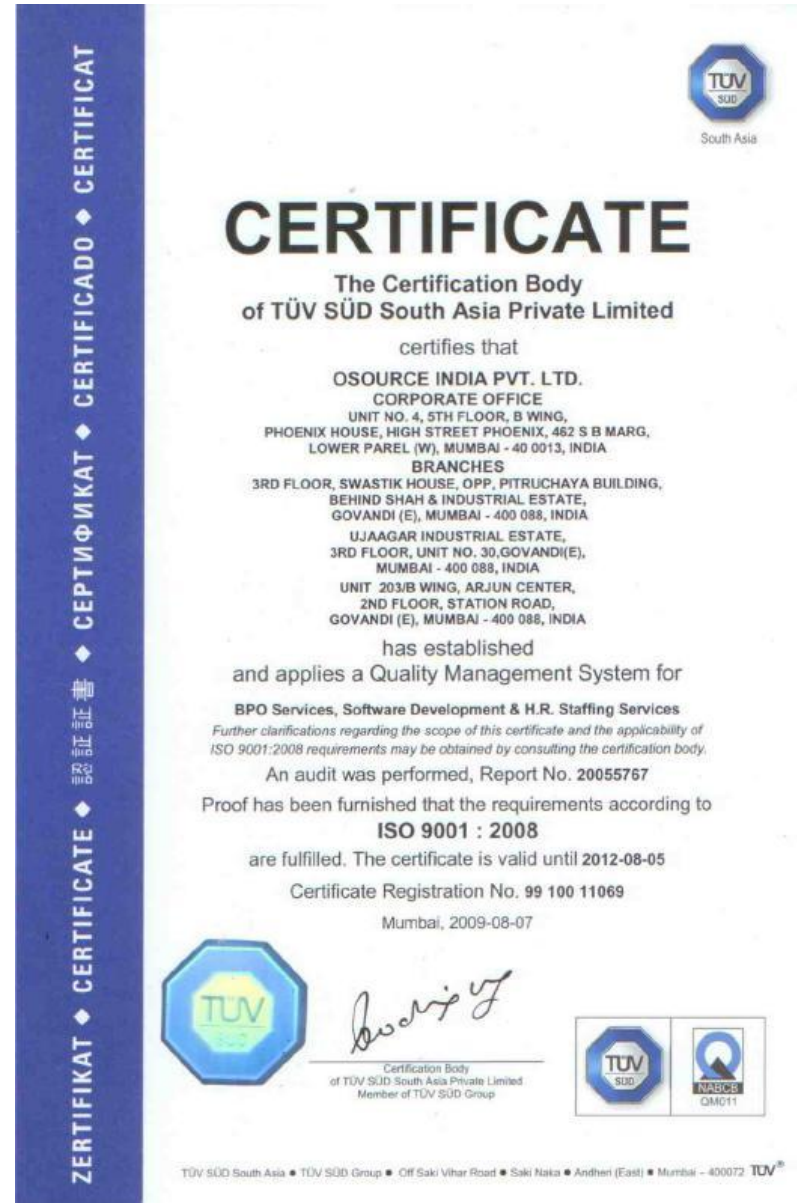 ZERTIFIKAT ◆ CERTIFICATE ◆ 認証証書 ◆ СЕРТИФИКАТ ◆ CERTIFICADO ◆ CERTIFICAT
TÜV
SÜD
South Asia
CERTIFICATE
The Certification Body
of TÜV SÜD South Asia Private Limited
certifies that
OSOURCE INDIA PVT. LTD.
CORPORATE OFFICE
UNIT NO. 4, 5TH FLOOR, B WING,
PHOENIX HOUSE, HIGH STREET PHOENIX, 462 S B MARG,
LOWER PAREL (W), MUMBAI - 40 0013, INDIA
BRANCHES
3RD FLOOR, SWASTIK HOUSE, OPP, PITRUCHAYA BUILDING,
BEHIND SHAH & INDUSTRIAL ESTATE,
GOVANDI (E), MUMBAI - 400 088, INDIA
UJAAGAR INDUSTRIAL ESTATE,
3RD FLOOR, UNIT NO. 30,GOVANDI(E),
MUMBAI - 400 088, INDIA
UNIT 203/B WING, ARJUN CENTER,
2ND FLOOR, STATION ROAD,
GOVANDI (E), MUMBAI - 400 088, INDIA
has established
and applies a Quality Management System for
BPO Services, Software Development & H.R. Staffing Services
Further clarifications regarding the scope of this certificate and the applicability of
ISO 9001:2008 requirements may be obtained by consulting the certification body.
An audit was performed, Report No. 20055767
Proof has been furnished that the requirements according to
ISO 9001 : 2008
are fulfilled. The certificate is valid until 2012-08-05
Certificate Registration No. 99 100 11069
Mumbai, 2009-08-07
TÜV
SÜD
Certification Body
of TÜV SÜD South Asia Private Limited
Member of TÜV SÜD Group
TÜV
SÜD
NABCB
QM011
TÜV SÜD South Asia ● TÜV SÜD Group ● Off Saki Vihar Road ● Saki Naka ● Andheri (East) ● Mumbai - 400072 TÜV®